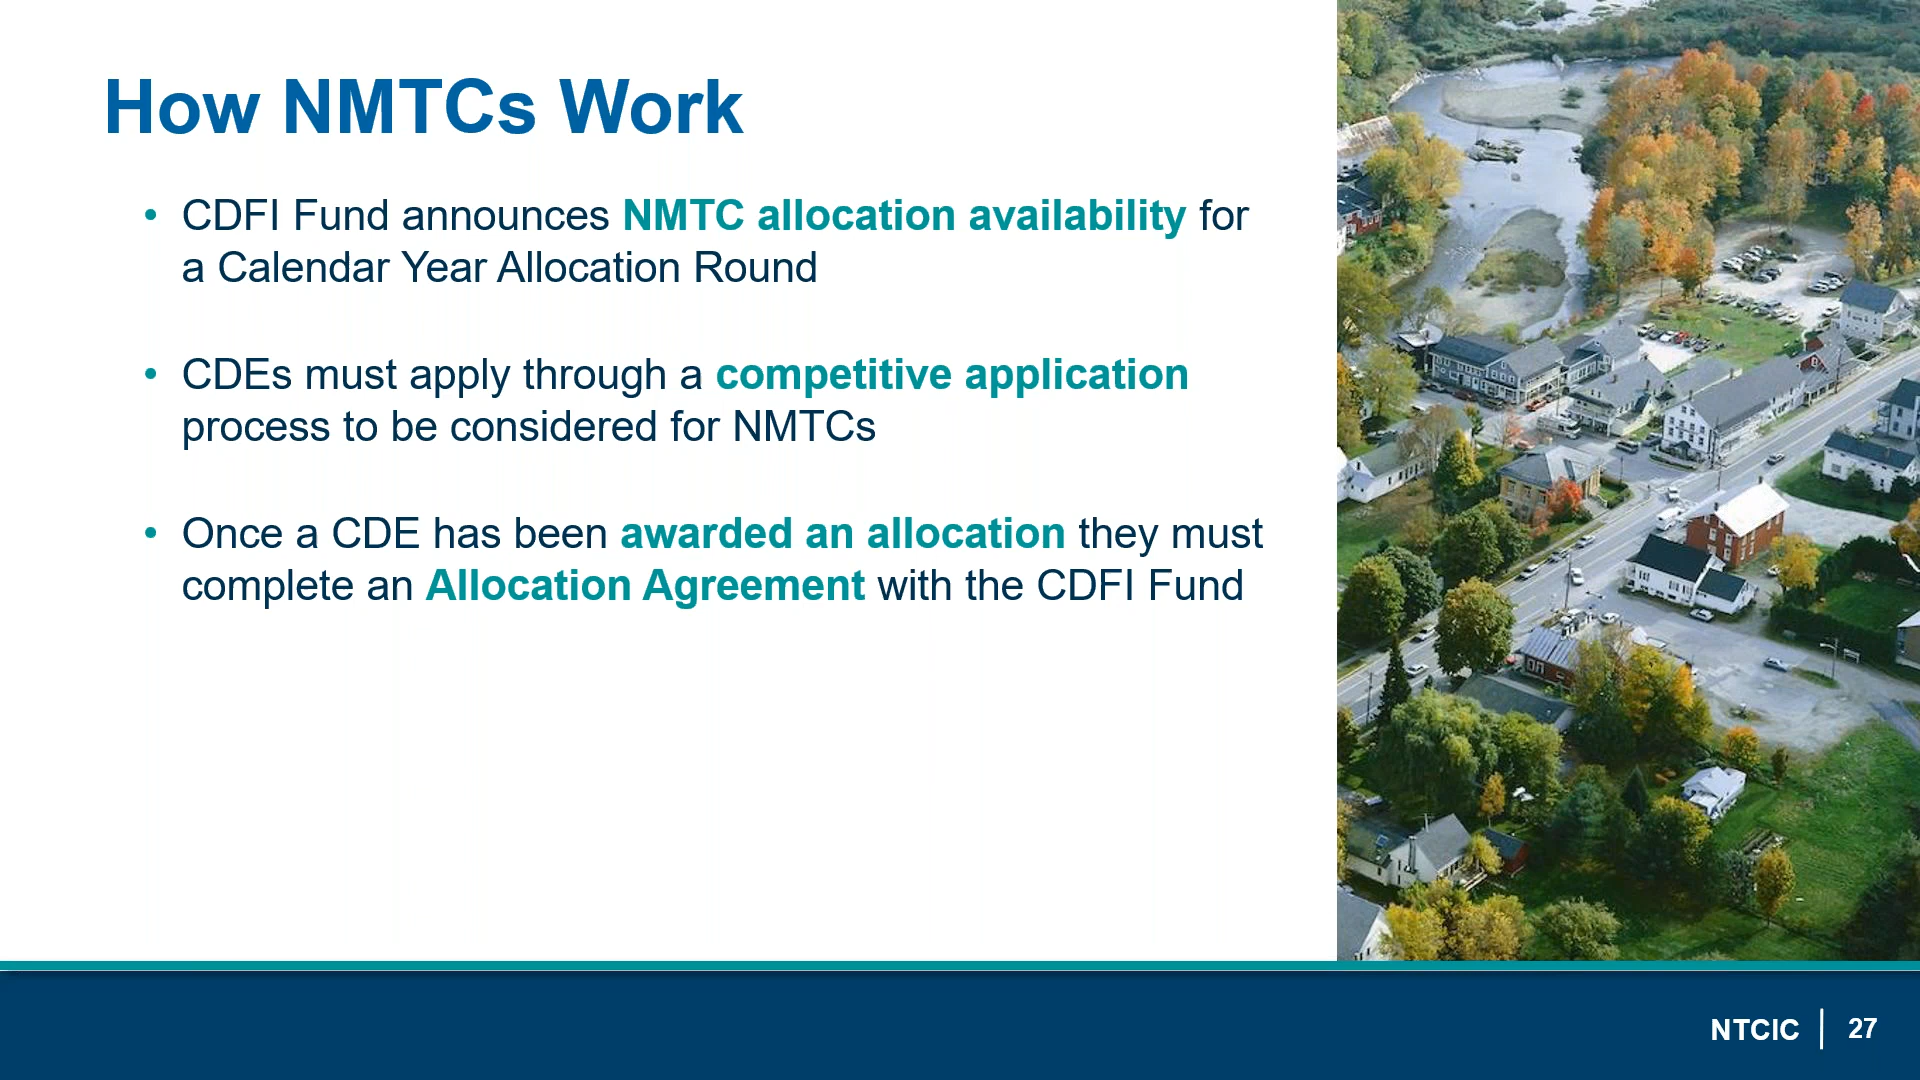 How NMTCs Work
• CDFI Fund announces NMTC allocation availability for
a Calendar Year Allocation Round
• CDEs must apply through a competitive application
process to be considered for NMTCs
• Once a CDE has been awarded an allocation they must
complete an Allocation Agreement with the CDFI Fund
NTCIC | 27